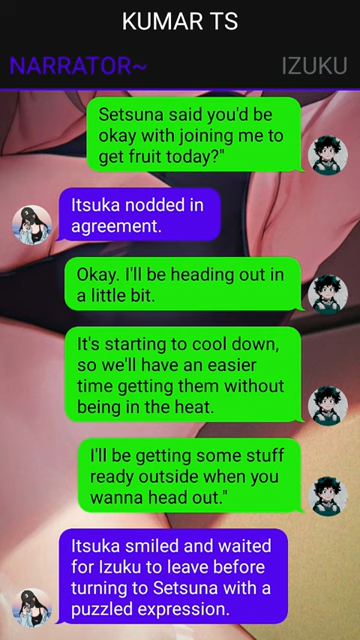 KUMAR TS
NARRATOR~
IZUKU
Setsuna said you'd be
okay with joining me to
get fruit today?"
Itsuka nodded in
agreement.
Okay. I'll be heading out in
a little bit.
It's starting to cool down,
so we'll have an easier
time getting them without
being in the heat.
I'll be getting some stuff
ready outside when you
wanna head out."
Itsuka smiled and waited
for Izuku to leave before
turning to Setsuna with a
puzzled expression.